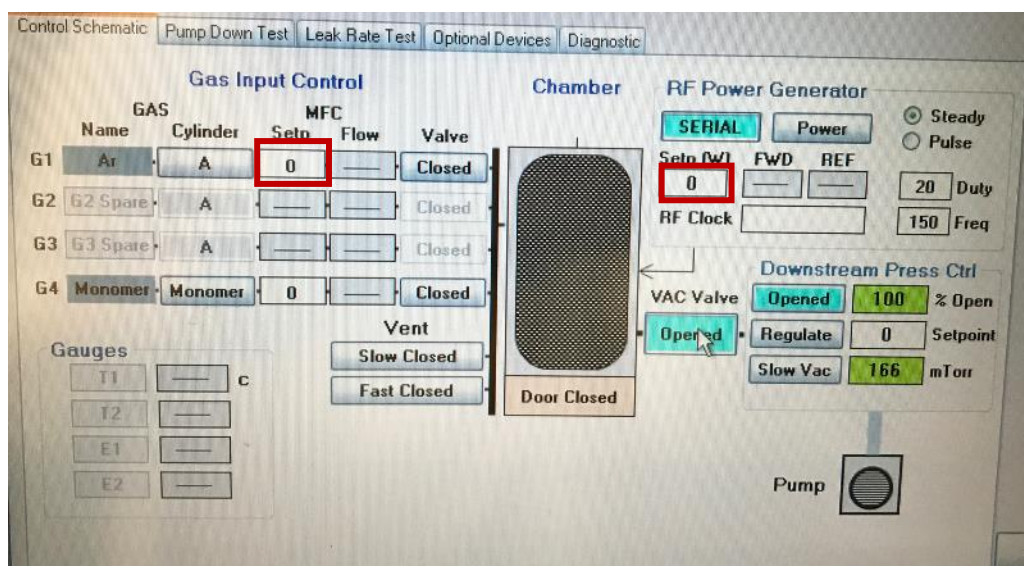 Control Schematic Pump Down Test Leak Rate Test Optional Devices Diagnostic
Gas Input Control
GAS MFC
Name Cylinder Setp Flow Valve
G1 Ar A 0 Closed
G2 G2 Spare A Closed
G3 G3 Spare A Closed
G4 Monomer Monomer 0 Closed
Vent
Slow Closed
Fast Closed
Gauges
T1 C
T2
E1
E2
Chamber
Door Closed
RF Power Generator
SERIAL Power
Steady
Pulse
Setp (W) FWD REF
0
20 Duty
RF Clock
150 Freq
Downstream Press Ctrl
VAC Valve
Opened
Opened 100 % Open
Regulate 0 Setpoint
Slow Vac 166 mTorr
Pump